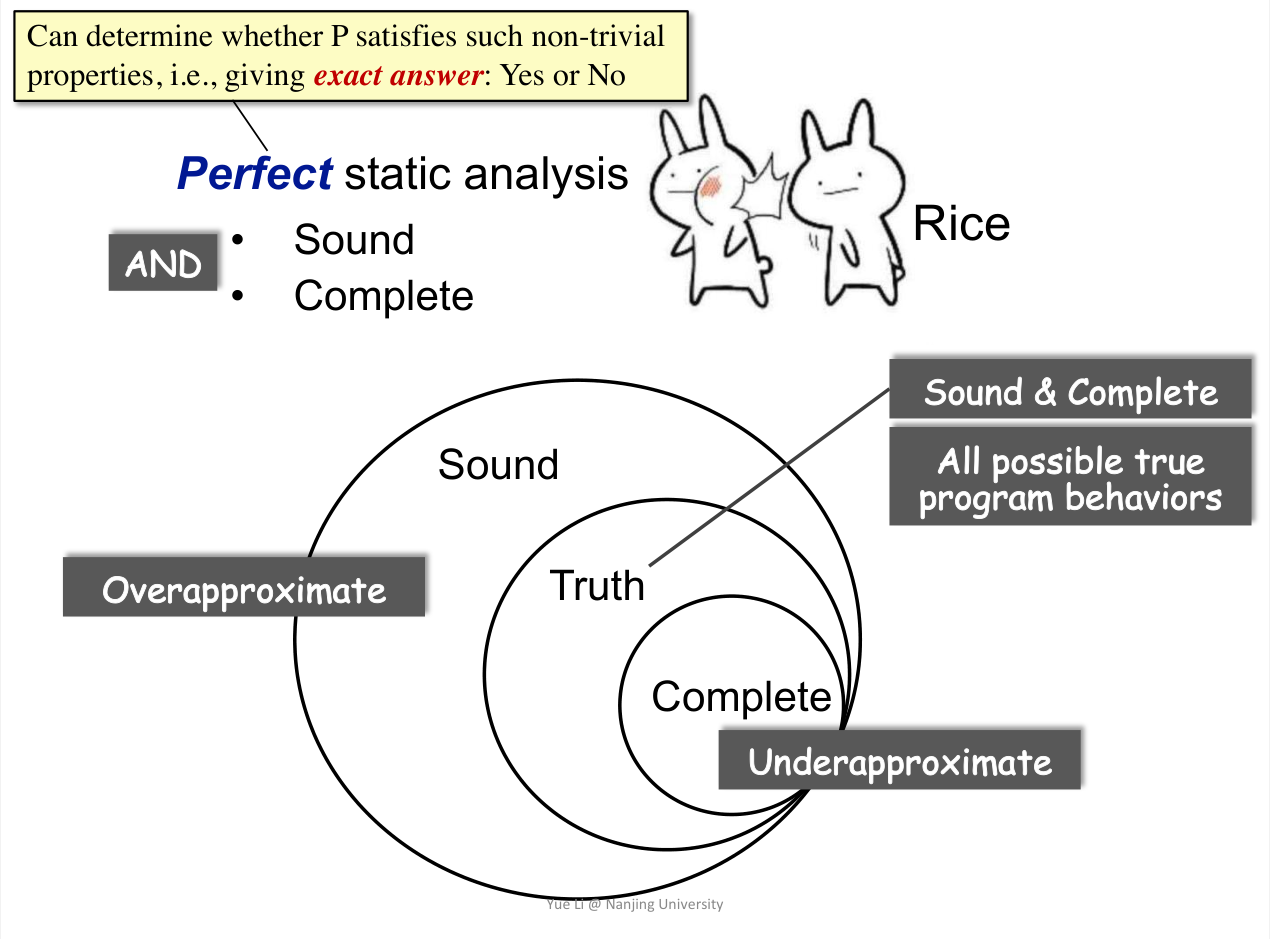 Can determine whether P satisfies such non-trivial
properties, i.e., giving exact answer: Yes or No
Perfect static analysis
AND
• Sound
• Complete
Rice
Sound & Complete
All possible true
program behaviors
Sound
Overapproximate
Truth
Complete
Underapproximate
Yue Li @ Nanjing University